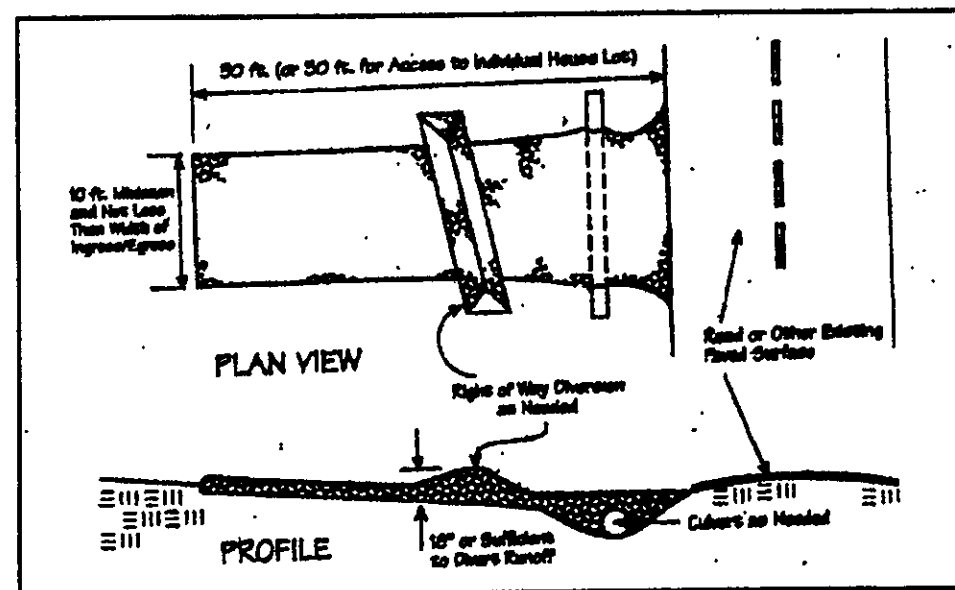 50 ft. (or 30 ft. for Access to Individual House Lot)
10 ft. Minimum
and Not Less
Than Width of
Ingress/Egress
PLAN VIEW
Road or Other Existing
Paved Surface
Right of Way Diversion
as Needed
Culvert as Needed
18" or Sufficient
to Divert Runoff
PROFILE